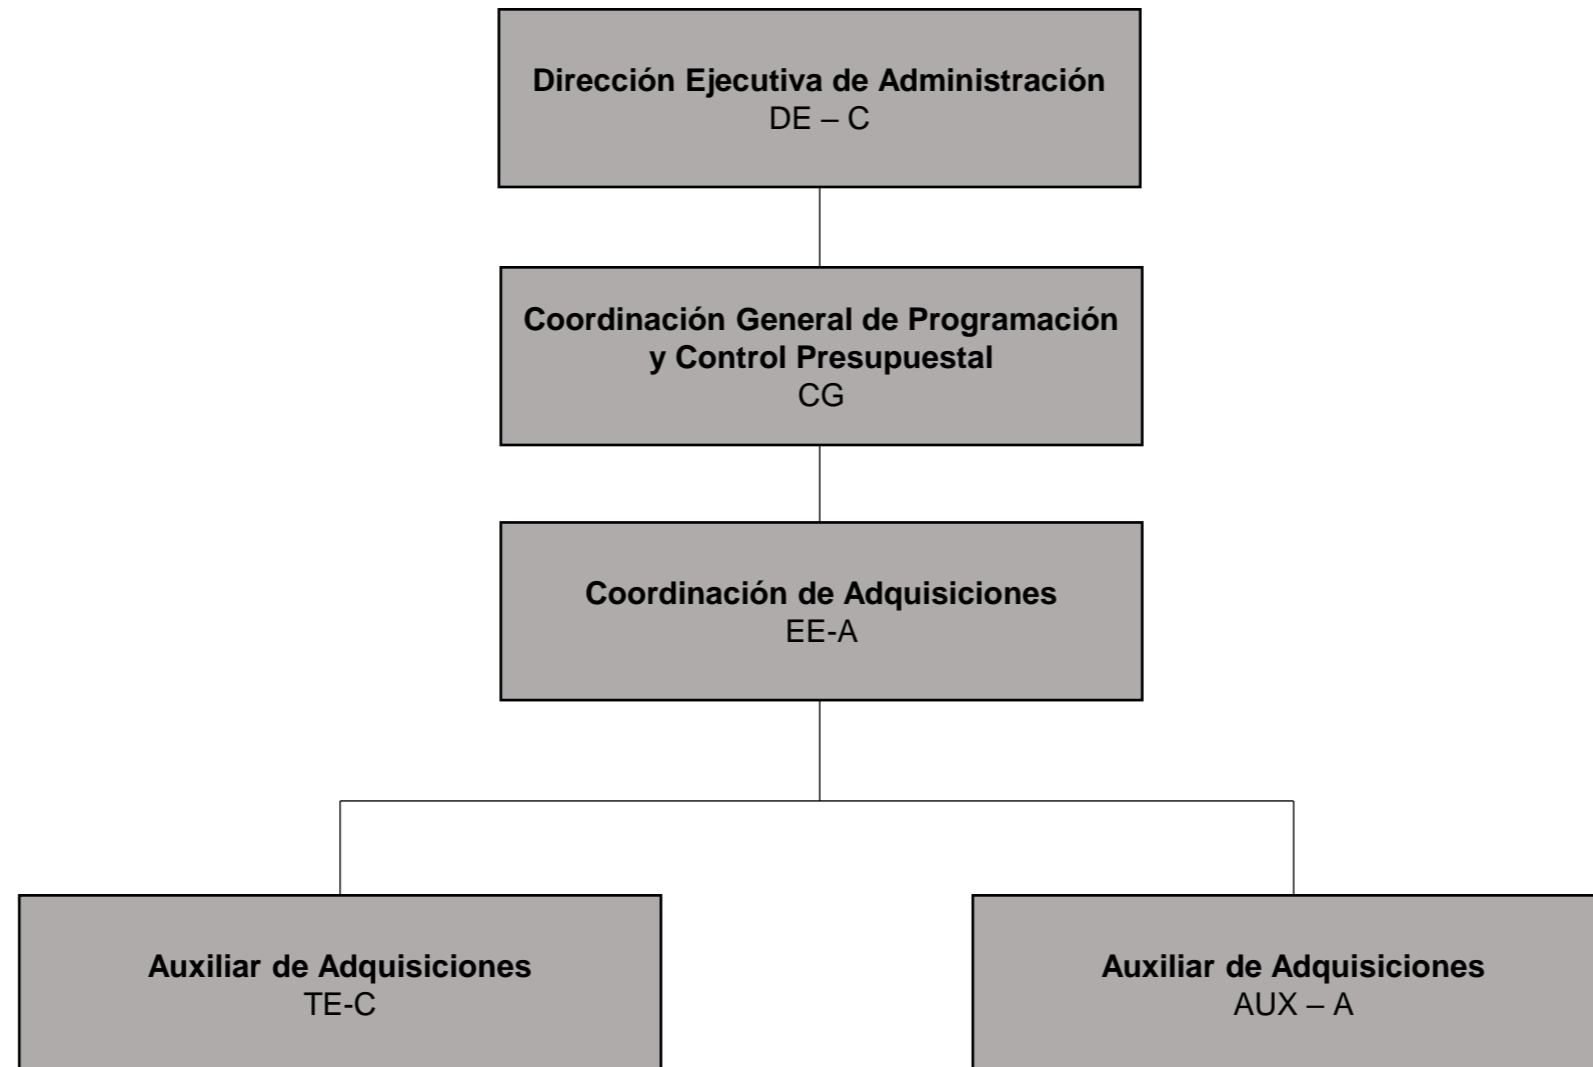 Dirección Ejecutiva de Administración
DE – C
Coordinación General de Programación
y Control Presupuestal
CG
Coordinación de Adquisiciones
EE-A
Auxiliar de Adquisiciones
TE-C
Auxiliar de Adquisiciones
AUX – A